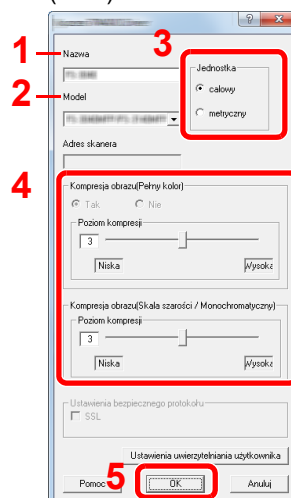 1
Nazwa
3
Jednostka
calowy
metryczny
2
Model
Adres skanera
4
Kompresja obrazu(Pełny kolor)
Tak Nie
Poziom kompresji
3
Niska Wysoka
Kompresja obrazu(Skala szarości / Monochromatyczny)
Poziom kompresji
3
Niska Wysoka
Ustawienia bezpiecznego protokołu
SSL
Ustawienia uwierzytelniania użytkownika
5
Pomoc OK Anuluj